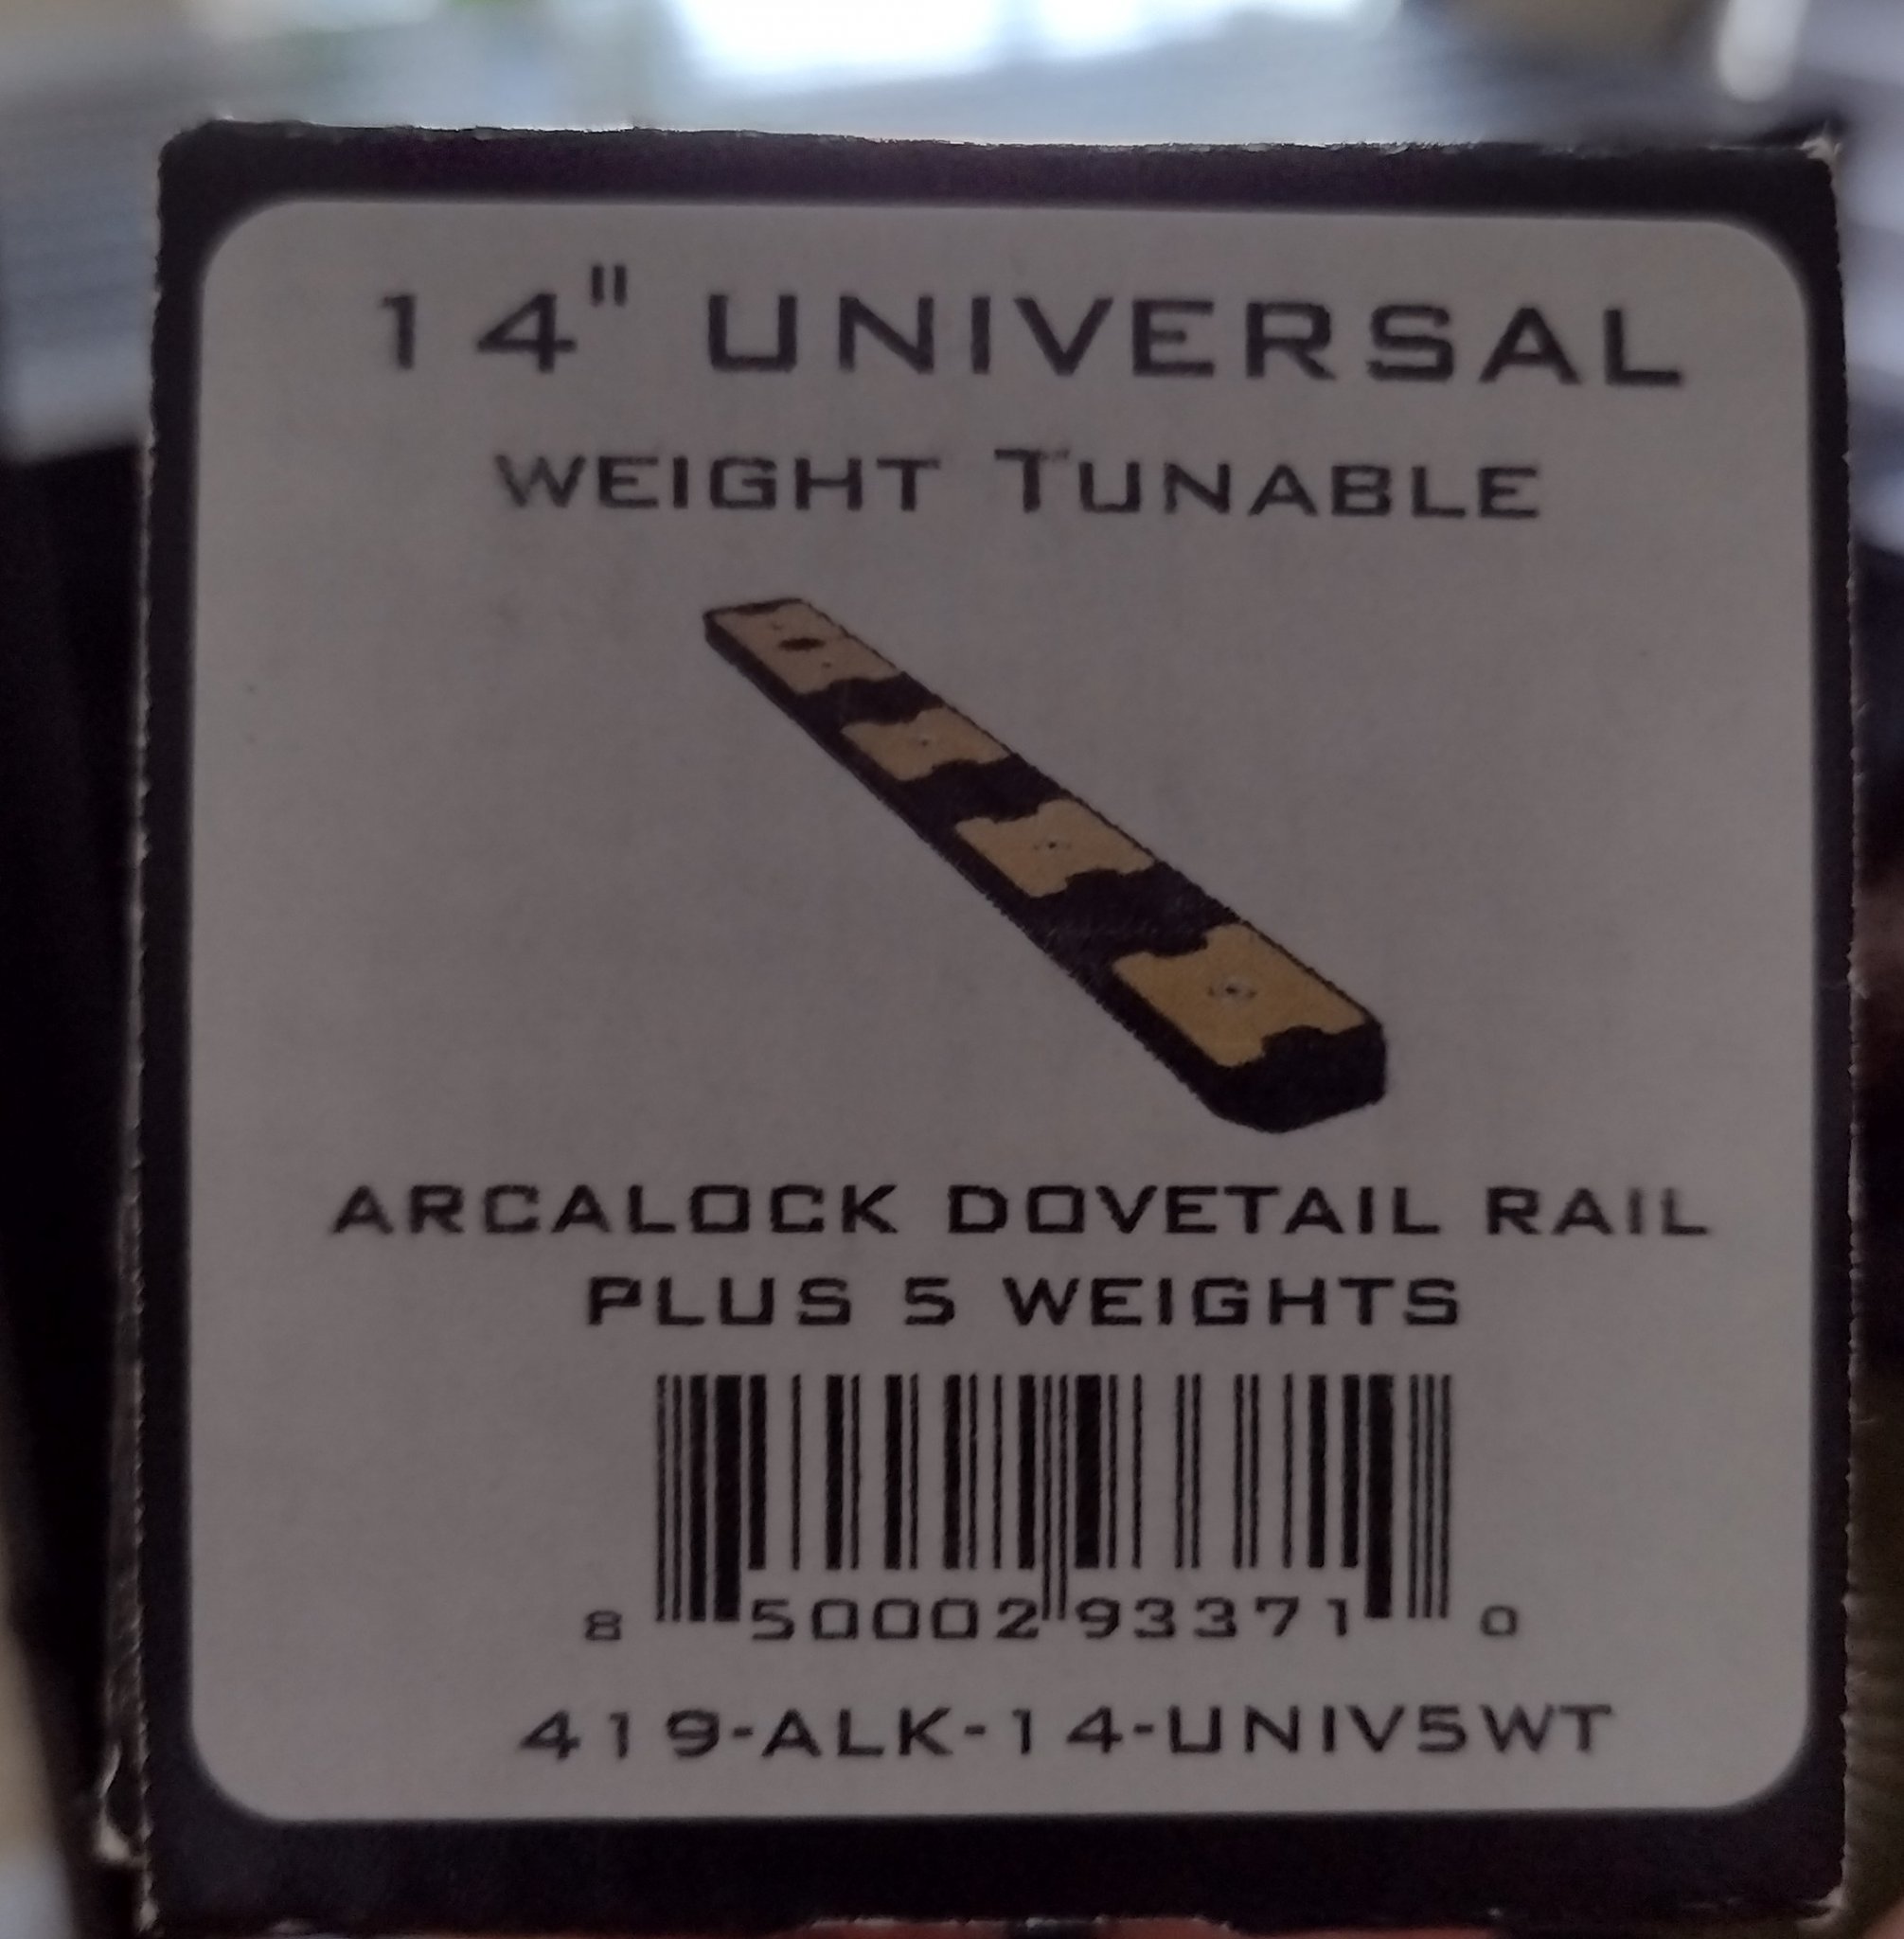 14" UNIVERSAL
WEIGHT TUNABLE
ARCALOCK DOVETAIL RAIL
PLUS 5 WEIGHTS
8 50002 93371 0
419-ALK-14-UNIV5WT